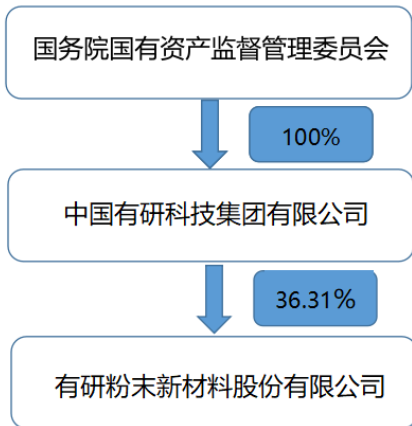 国务院国有资产监督管理委员会
100%
中国有研科技集团有限公司
36.31%
有研粉末新材料股份有限公司